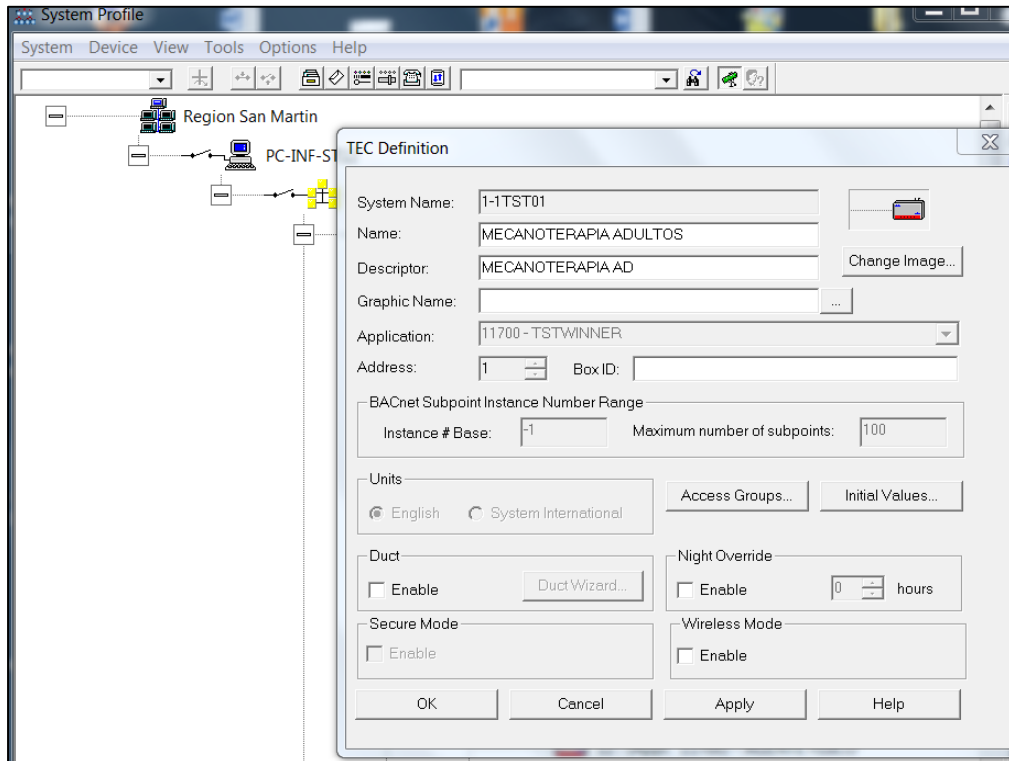 System Profile
System Device View Tools Options Help
Region San Martin
PC-INF-ST
TEC Definition
System Name: 1-1TST01
Name: MECANOTERAPIA ADULTOS
Descriptor: MECANOTERAPIA AD
Change Image...
Graphic Name: ...
Application: 11700 - TSTWINNER
Address: 1 Box ID:
BACnet Subpoint Instance Number Range
Instance # Base: -1 Maximum number of subpoints: 100
Units
English System International
Access Groups... Initial Values...
Duct Night Override
Enable Duct Wizard... Enable 0 hours
Secure Mode Wireless Mode
Enable Enable
OK Cancel Apply Help